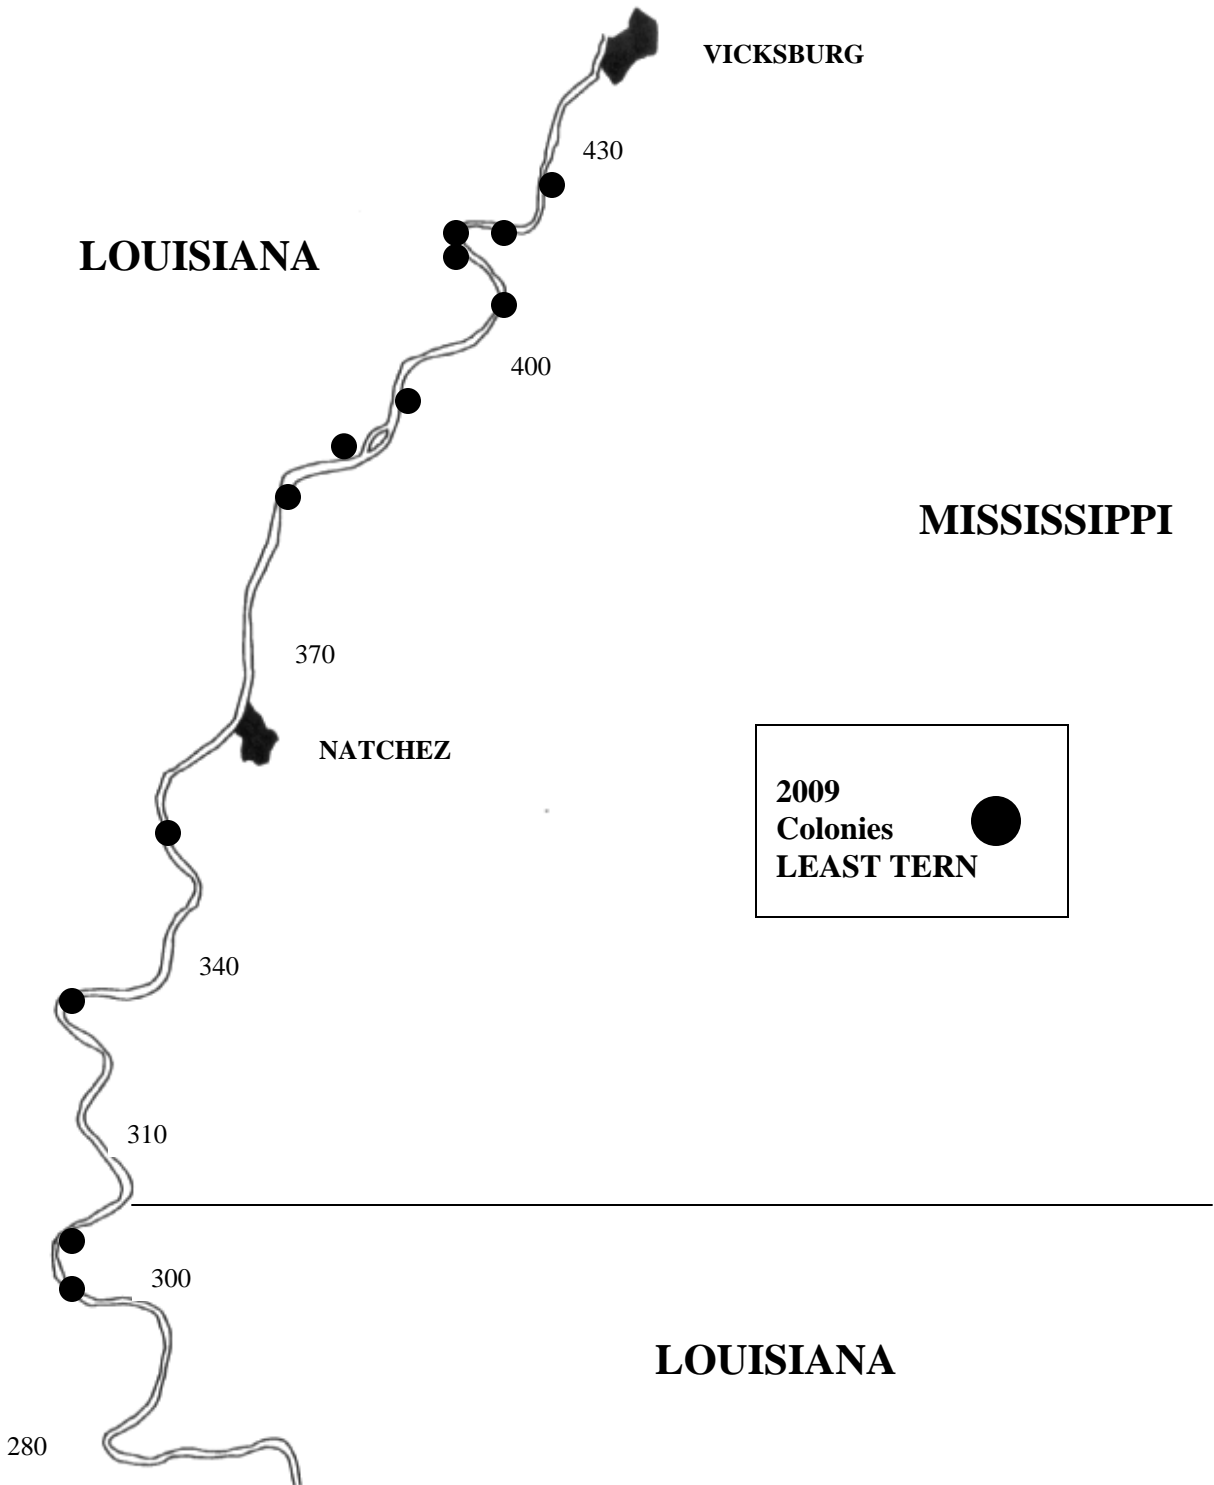 VICKSBURG
430
LOUISIANA
400
MISSISSIPPI
370
NATCHEZ
2009
Colonies
LEAST TERN
340
310
300
LOUISIANA
280